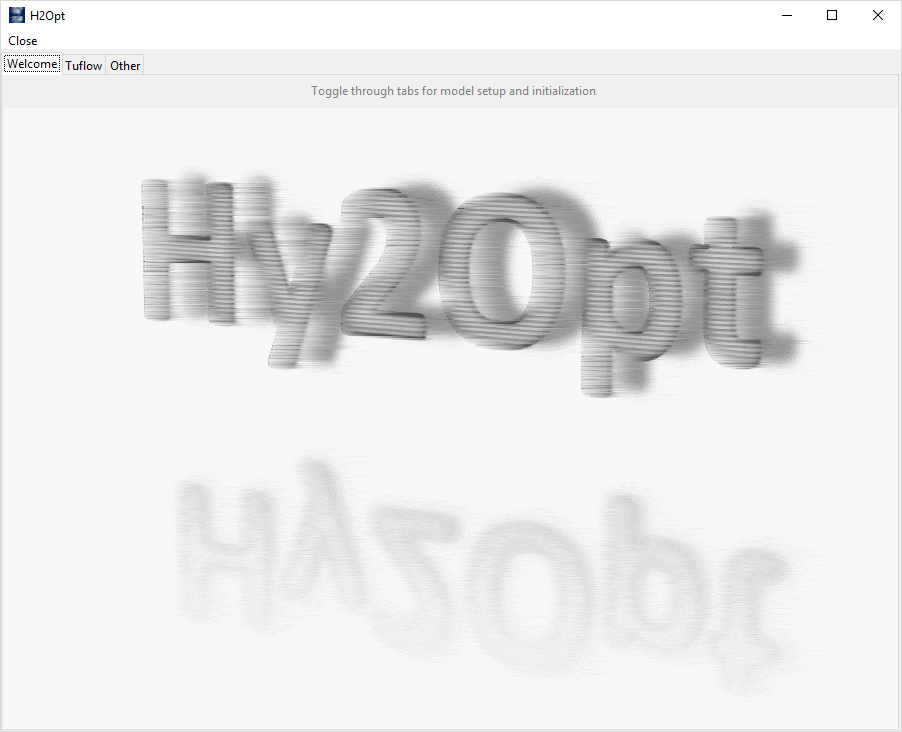 H2Opt
Close
Welcome Tuflow Other
Toggle through tabs for model setup and initialization
Hy2Opt